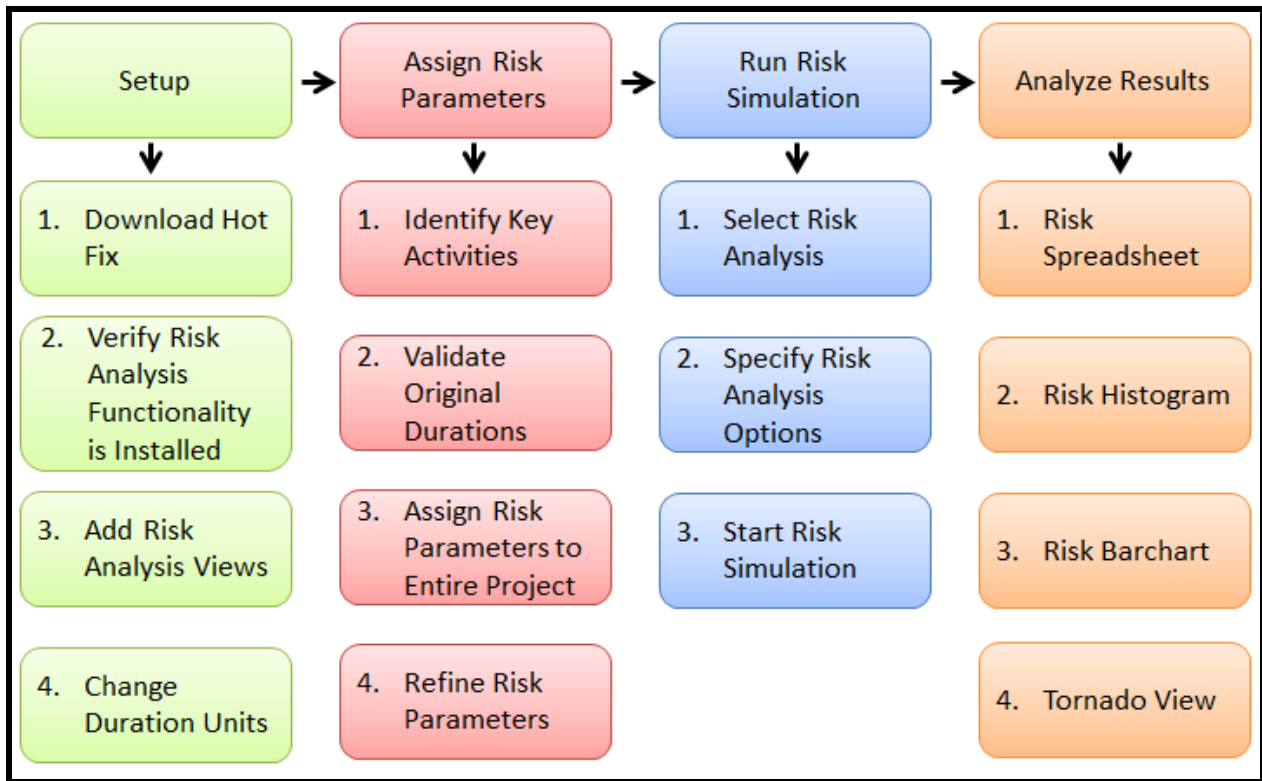 Setup
Assign Risk
Parameters
Run Risk
Simulation
Analyze Results
1. Download Hot
Fix
2. Verify Risk
Analysis
Functionality
is Installed
3. Add Risk
Analysis Views
4. Change
Duration Units
1. Identify Key
Activities
2. Validate
Original
Durations
3. Assign Risk
Parameters to
Entire Project
4. Refine Risk
Parameters
1. Select Risk
Analysis
2. Specify Risk
Analysis
Options
3. Start Risk
Simulation
1. Risk
Spreadsheet
2. Risk Histogram
3. Risk Barchart
4. Tornado View